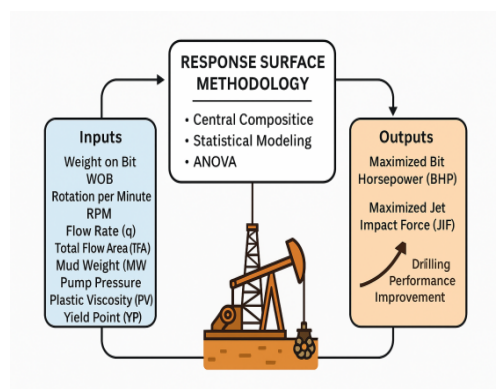 RESPONSE SURFACE
METHODOLOGY
• Central Compositice
• Statistical Modeling
• ANOVA
Inputs
Weight on Bit
WOB
Rotation per Minute
RPM
Flow Rate (q)
Total Flow Area (TFA)
Mud Weight (MW
Pump Pressure
Plastic Viscosity (PV)
Yield Point (YP)
Outputs
Maximized Bit
Horsepower (BHP)
Maximized Jet
Impact Force (JIF)
Drilling
Performance
Improvement